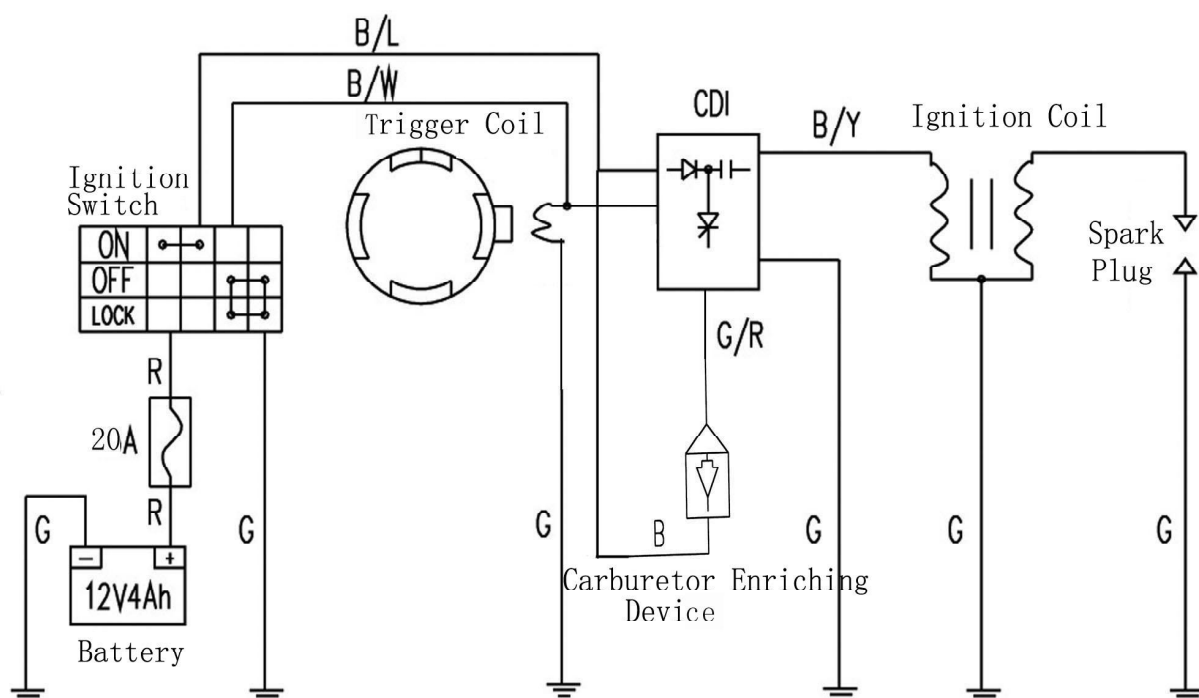 B/L
B/W
Trigger Coil
CDI
B/Y
Ignition Coil
Ignition
Switch
ON
OFF
LOCK
Spark
Plug
R
20A
R
G/R
G
G
G
B
G
G
G
- +
12V4Ah
Battery
Carburetor Enriching
Device